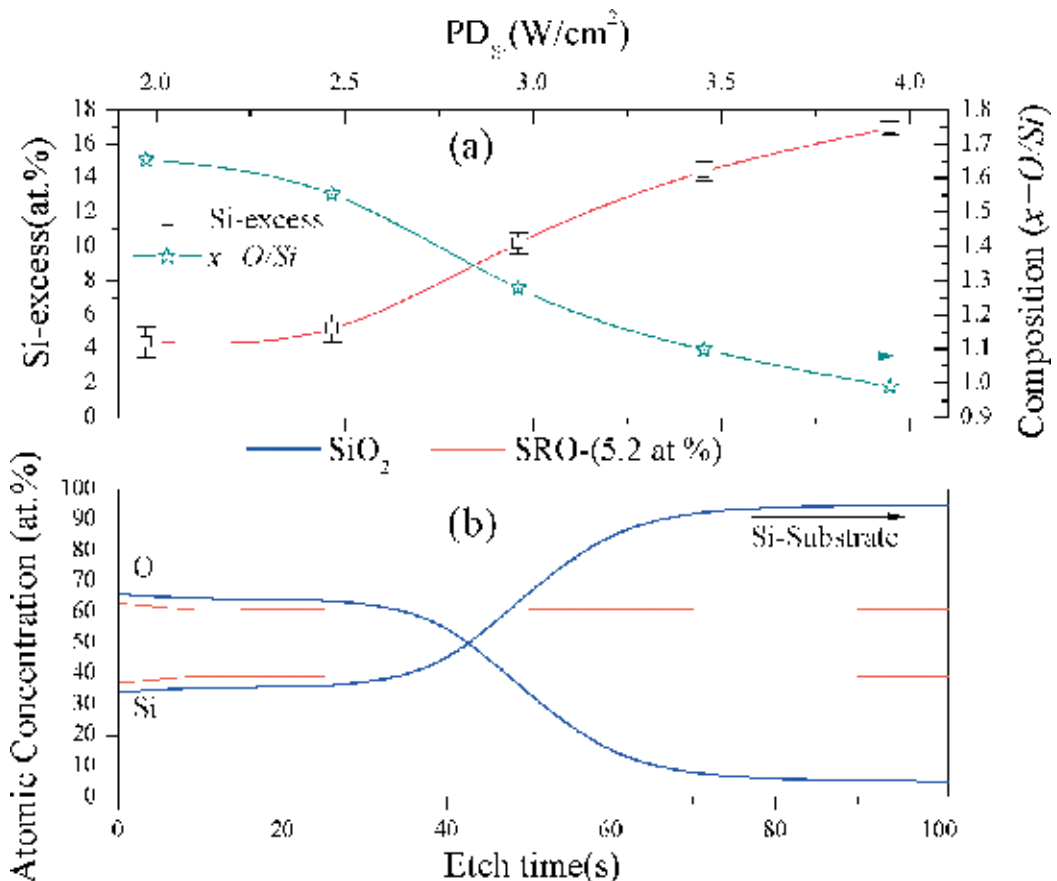 PD_Si (W/cm²)
2.0 2.5 3.0 3.5 4.0
18
16
14
12
10
8
6
4
2
0
Si-excess(at.%)
(a)
Si-excess
x O/Si
1.8
1.7
1.6
1.5
1.4
1.3
1.2
1.1
1.0
0.9
Composition (x=O/Si)
SiO₂ SRO-(5.2 at %)
100
90
80
70
60
50
40
30
20
10
0
Atomic Concentration (at.%)
(b)
Si-Substrate
O
Si
0 20 40 60 80 100
Etch time(s)